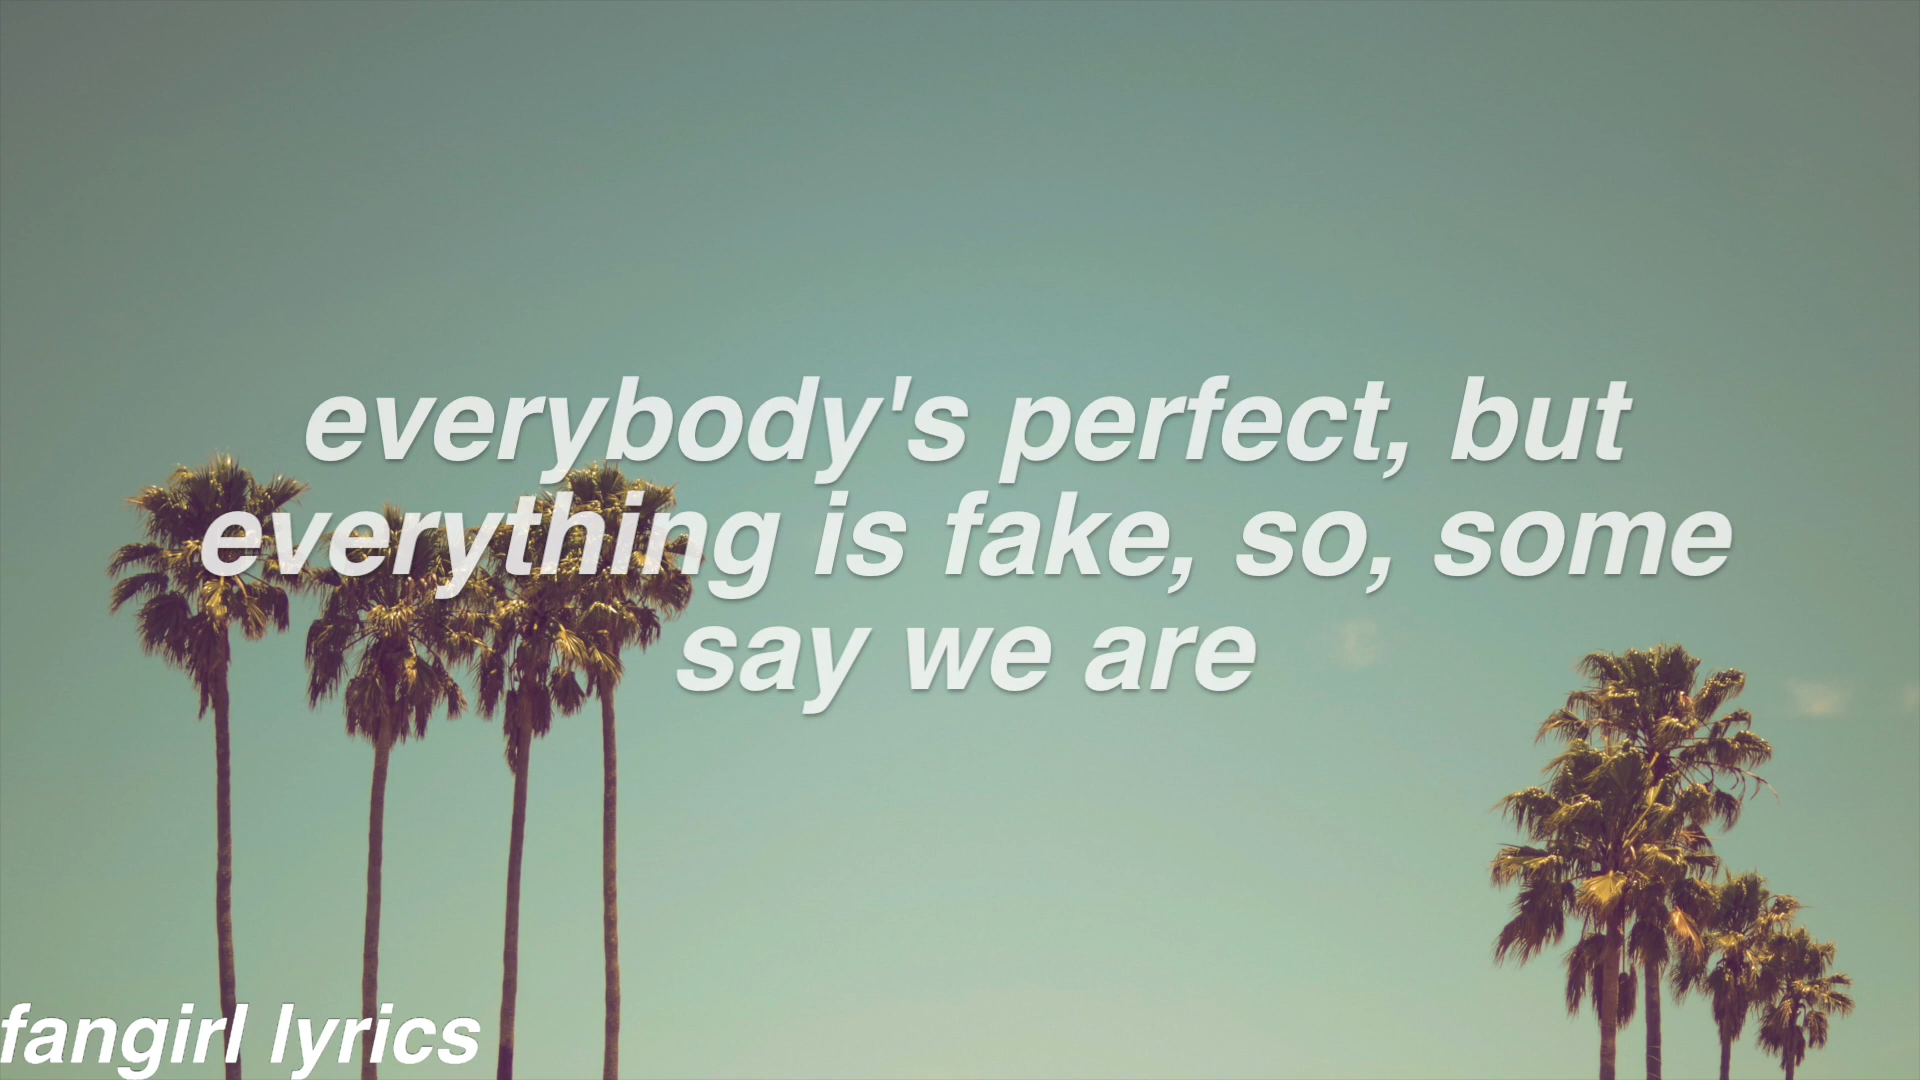 everybody's perfect, but
everything is fake, so, some
say we are
fangirl lyrics